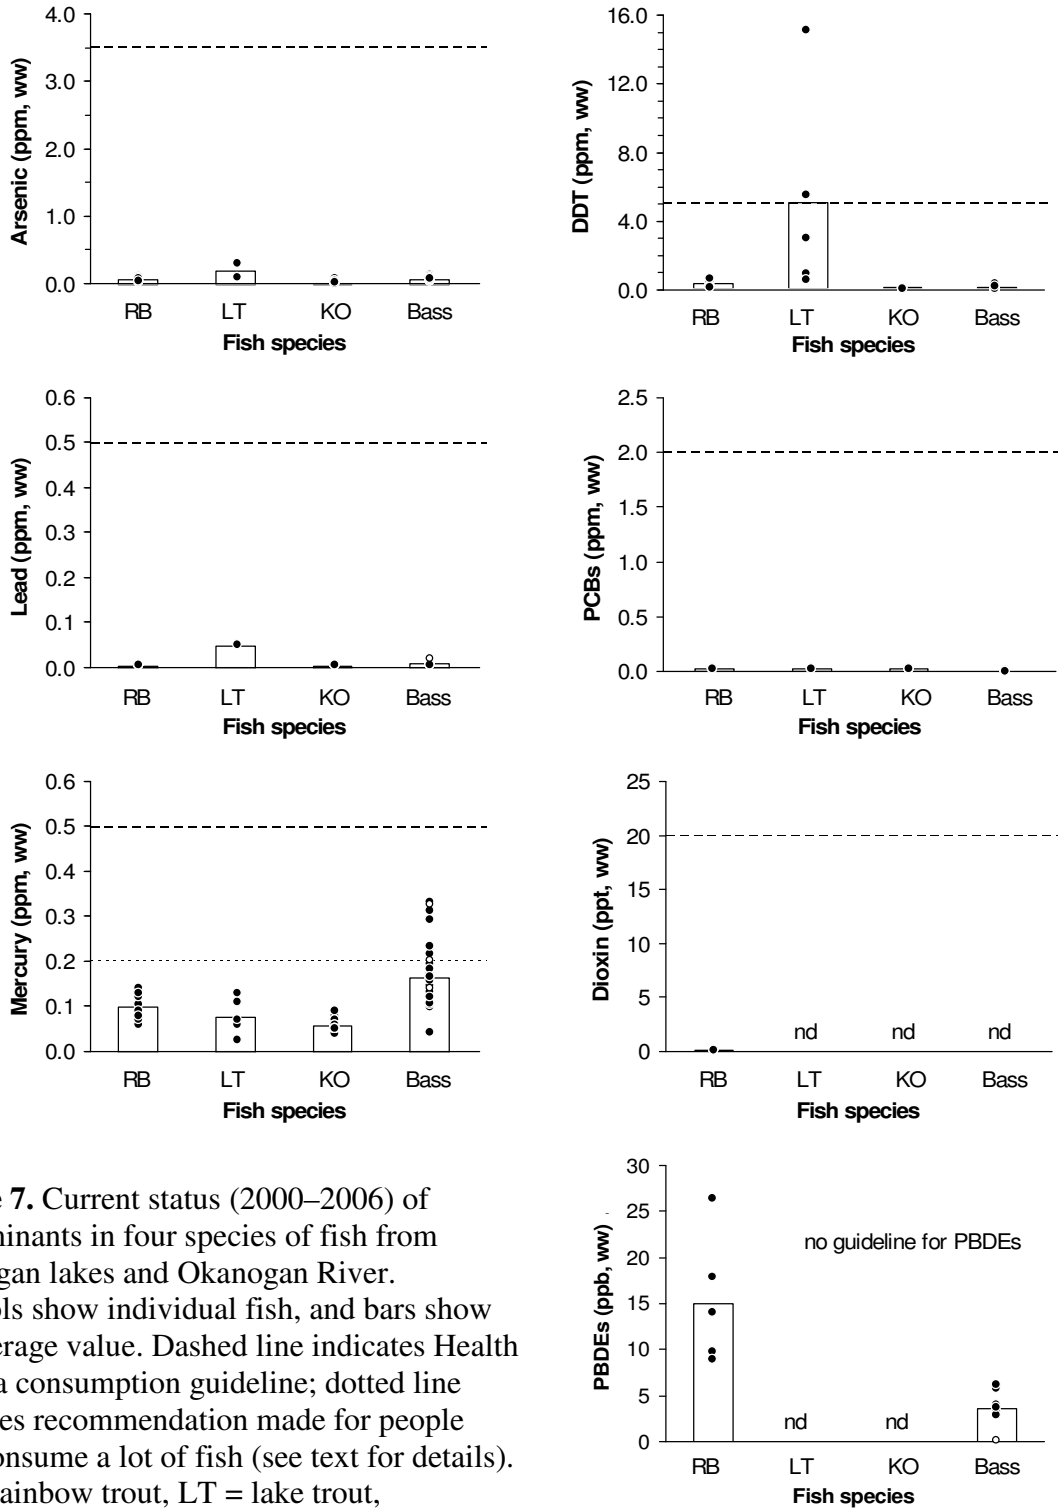 4.0
3.0
2.0
1.0
0.0
Arsenic (ppm, ww)
RB LT KO Bass
Fish species
16.0
12.0
8.0
4.0
0.0
DDT (ppm, ww)
RB LT KO Bass
Fish species
0.6
0.5
0.4
0.3
0.2
0.1
0.0
Lead (ppm, ww)
RB LT KO Bass
Fish species
2.5
2.0
1.5
1.0
0.5
0.0
PCBs (ppm, ww)
RB LT KO Bass
Fish species
0.6
0.5
0.4
0.3
0.2
0.1
0.0
Mercury (ppm, ww)
RB LT KO Bass
Fish species
25
20
15
10
5
0
Dioxin (ppt, ww)
nd nd nd
RB LT KO Bass
Fish species
30
25
20
15
10
5
0
PBDEs (ppb, ww)
no guideline for PBDEs
nd nd
RB LT KO Bass
Fish species
7. Current status (2000–2006) of
in four species of fish from
lakes and Okanogan River.
show individual fish, and bars show
value. Dashed line indicates Health
consumption guideline; dotted line
recommendation made for people
a lot of fish (see text for details).
trout, LT = lake trout,